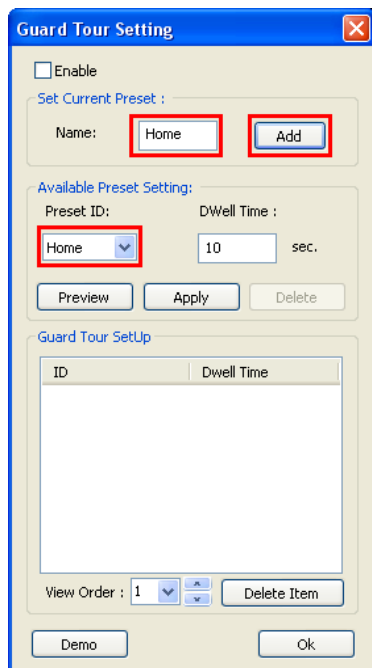 Guard Tour Setting
Enable
Set Current Preset :
Name: Home Add
Available Preset Setting:
Preset ID: DWell Time :
Home 10 sec.
Preview Apply Delete
Guard Tour SetUp
ID Dwell Time
View Order : 1 Delete Item
Demo Ok